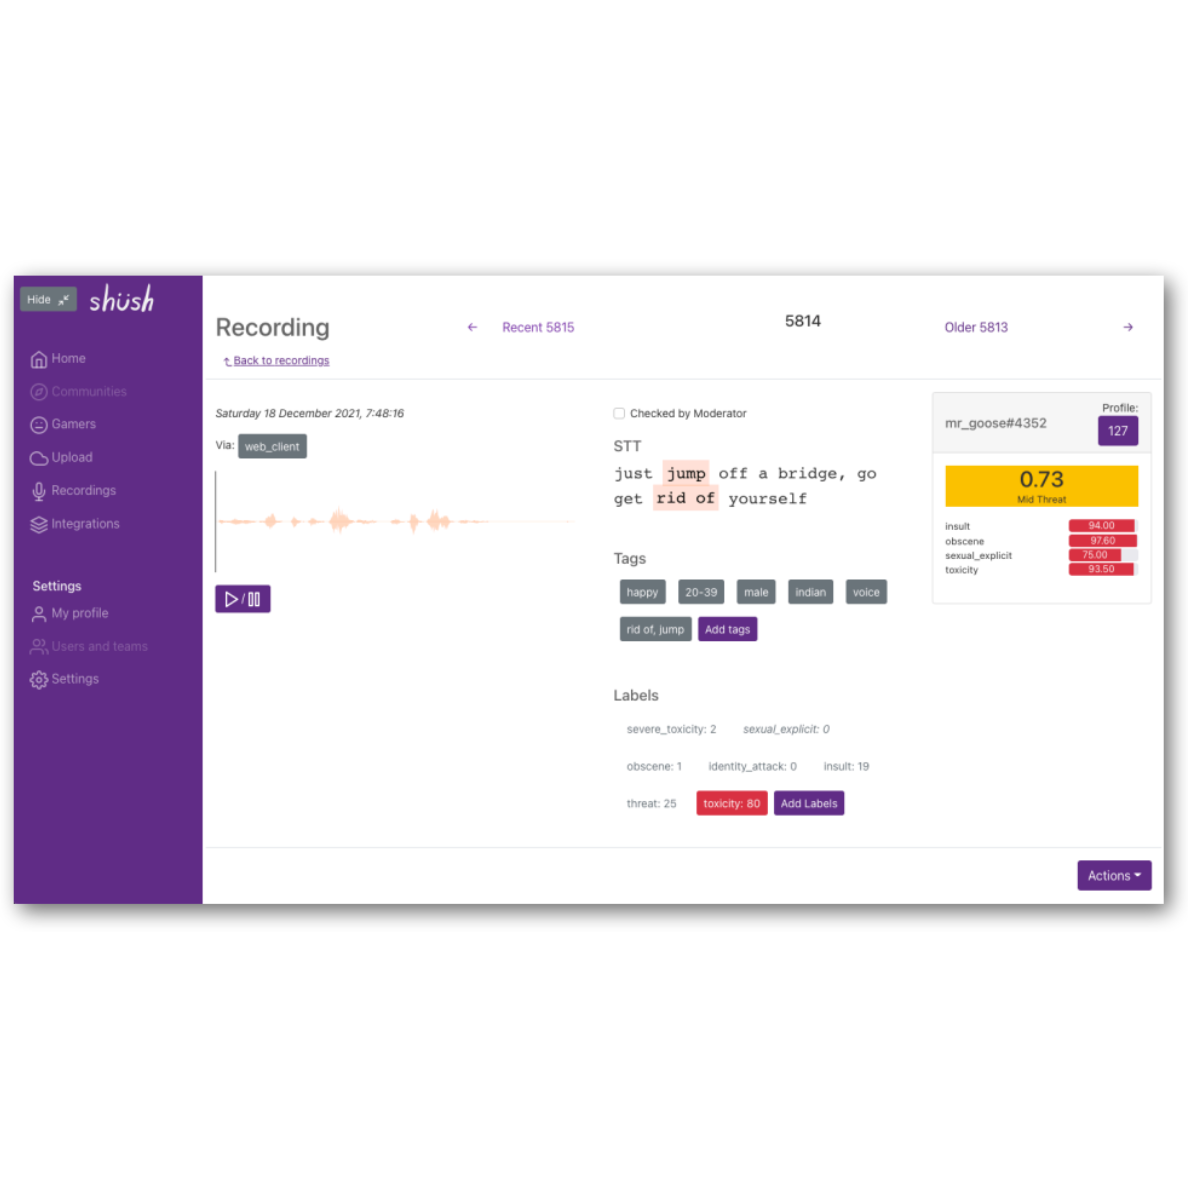 Hide
shüsh
Home
Communities
Gamers
Upload
Recordings
Integrations
Settings
My profile
Users and teams
Settings
Recording
← Recent 5815
5814
Older 5813 →
Back to recordings
Saturday 18 December 2021, 7:48:16
Via: web_client
Checked by Moderator
STT
just jump off a bridge, go
get rid of yourself
Tags
happy 20-39 male indian voice
rid of, jump Add tags
Labels
severe_toxicity: 2 sexual_explicit: 0
obscene: 1 identity_attack: 0 insult: 19
threat: 25 toxicity: 80 Add Labels
mr_goose#4352
Profile:
127
0.73
Mid Threat
insult 94.00
obscene 97.60
sexual_explicit 75.00
toxicity 93.50
Actions